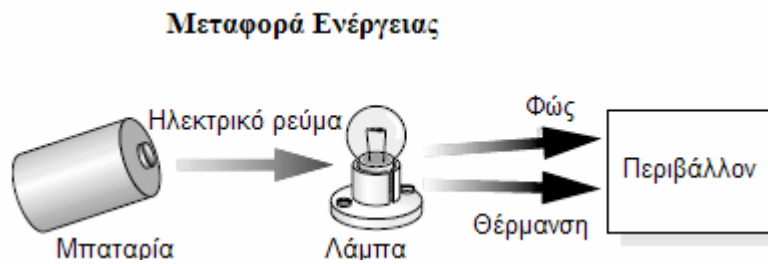 Μεταφορά Ενέργειας
Ηλεκτρικό ρεύμα
Φώς
Περιβάλλον
Θέρμανση
Μπαταρία
Λάμπα